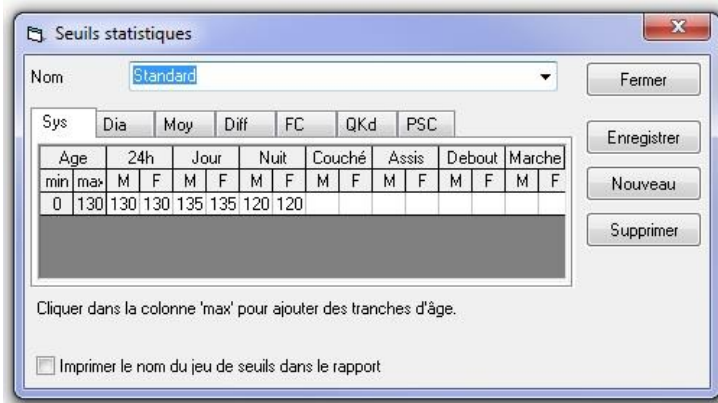 Seuils statistiques
Nom Standard Fermer
Sys Dia Moy Diff FC QKd PSC
Enregistrer
Age 24h Jour Nuit Couché Assis Debout Marche
min max M F M F M F M F M F M F M F
Nouveau
0 130 130 130 135 135 120 120
Supprimer
Cliquer dans la colonne 'max' pour ajouter des tranches d'âge.
Imprimer le nom du jeu de seuils dans le rapport